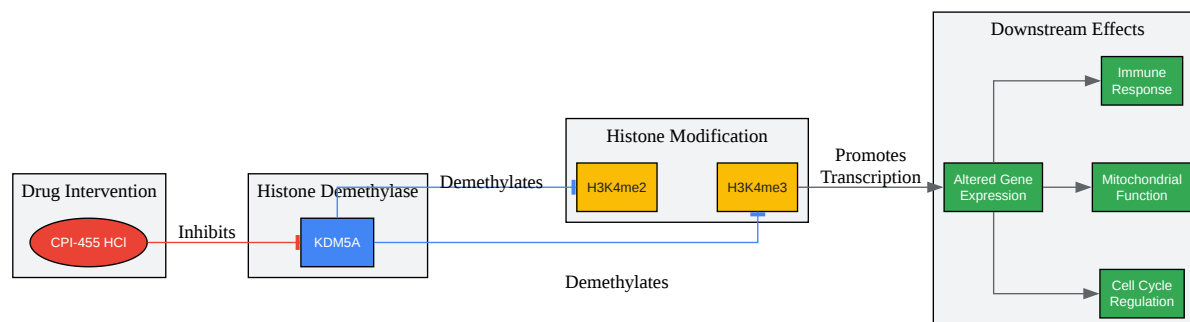 Drug Intervention
CPI-455 HCl
Inhibits
Histone Demethylase
KDM5A
Demethylates
Demethylates
Histone Modification
H3K4me2
H3K4me3
Promotes
Transcription
Downstream Effects
Altered Gene
Expression
Immune
Response
Mitochondrial
Function
Cell Cycle
Regulation